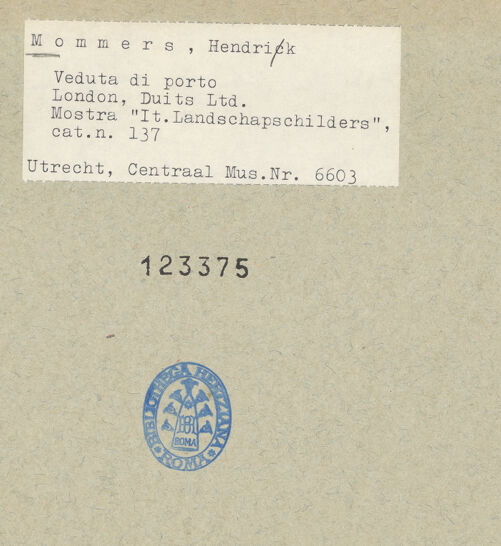 Mommers, Hendrick
Veduta di porto
London, Duits Ltd.
Mostra "It.Landschapschilders",
cat.n. 137
Utrecht, Centraal Mus.Nr. 6603
123375
BIBLIOTHECA HERTZIANA
ROMA
ROMA